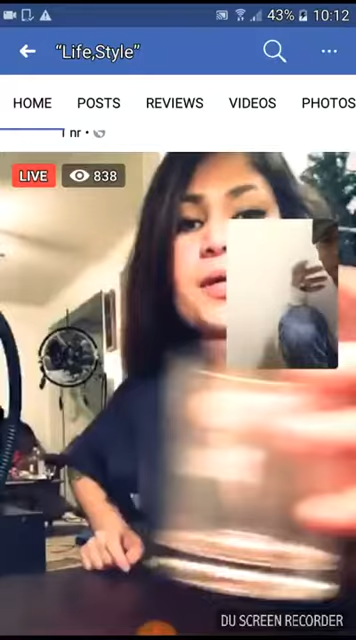 43% 10:12
“Life,Style”
HOME POSTS REVIEWS VIDEOS PHOTOS
LIVE 838
DU SCREEN RECORDER